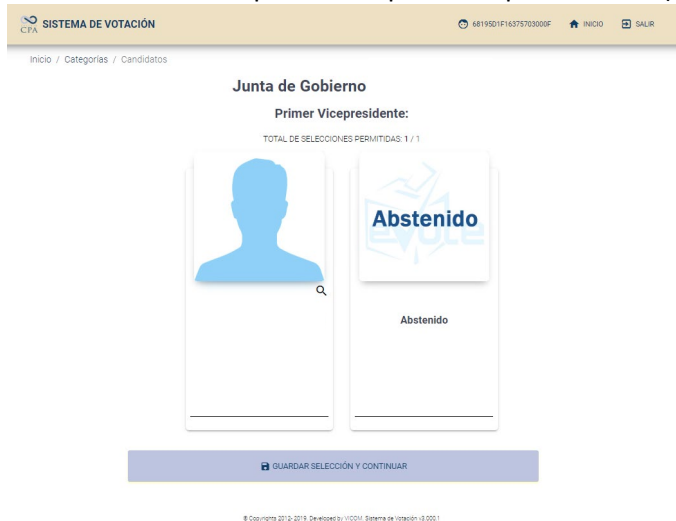 CPA SISTEMA DE VOTACIÓN
68195D1F16375703000F INICIO SALIR
Inicio / Categorías / Candidatos
Junta de Gobierno
Primer Vicepresidente:
TOTAL DE SELECCIONES PERMITIDAS: 1 / 1
Abstenido
evote
Abstenido
GUARDAR SELECCIÓN Y CONTINUAR
© Copyrights 2012- 2019. Developed by VICOM. Sistema de Votación v3.000.1